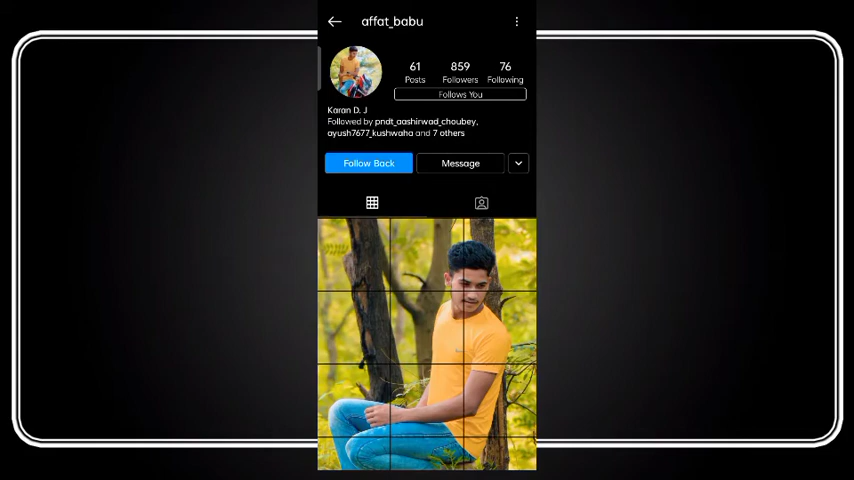 affat_babu
61 859 76
Posts Followers Following
Follows You
Karan D. J
Followed by pndt_aashirwad_choubey,
ayush7677_kushwaha and 7 others
Follow Back Message